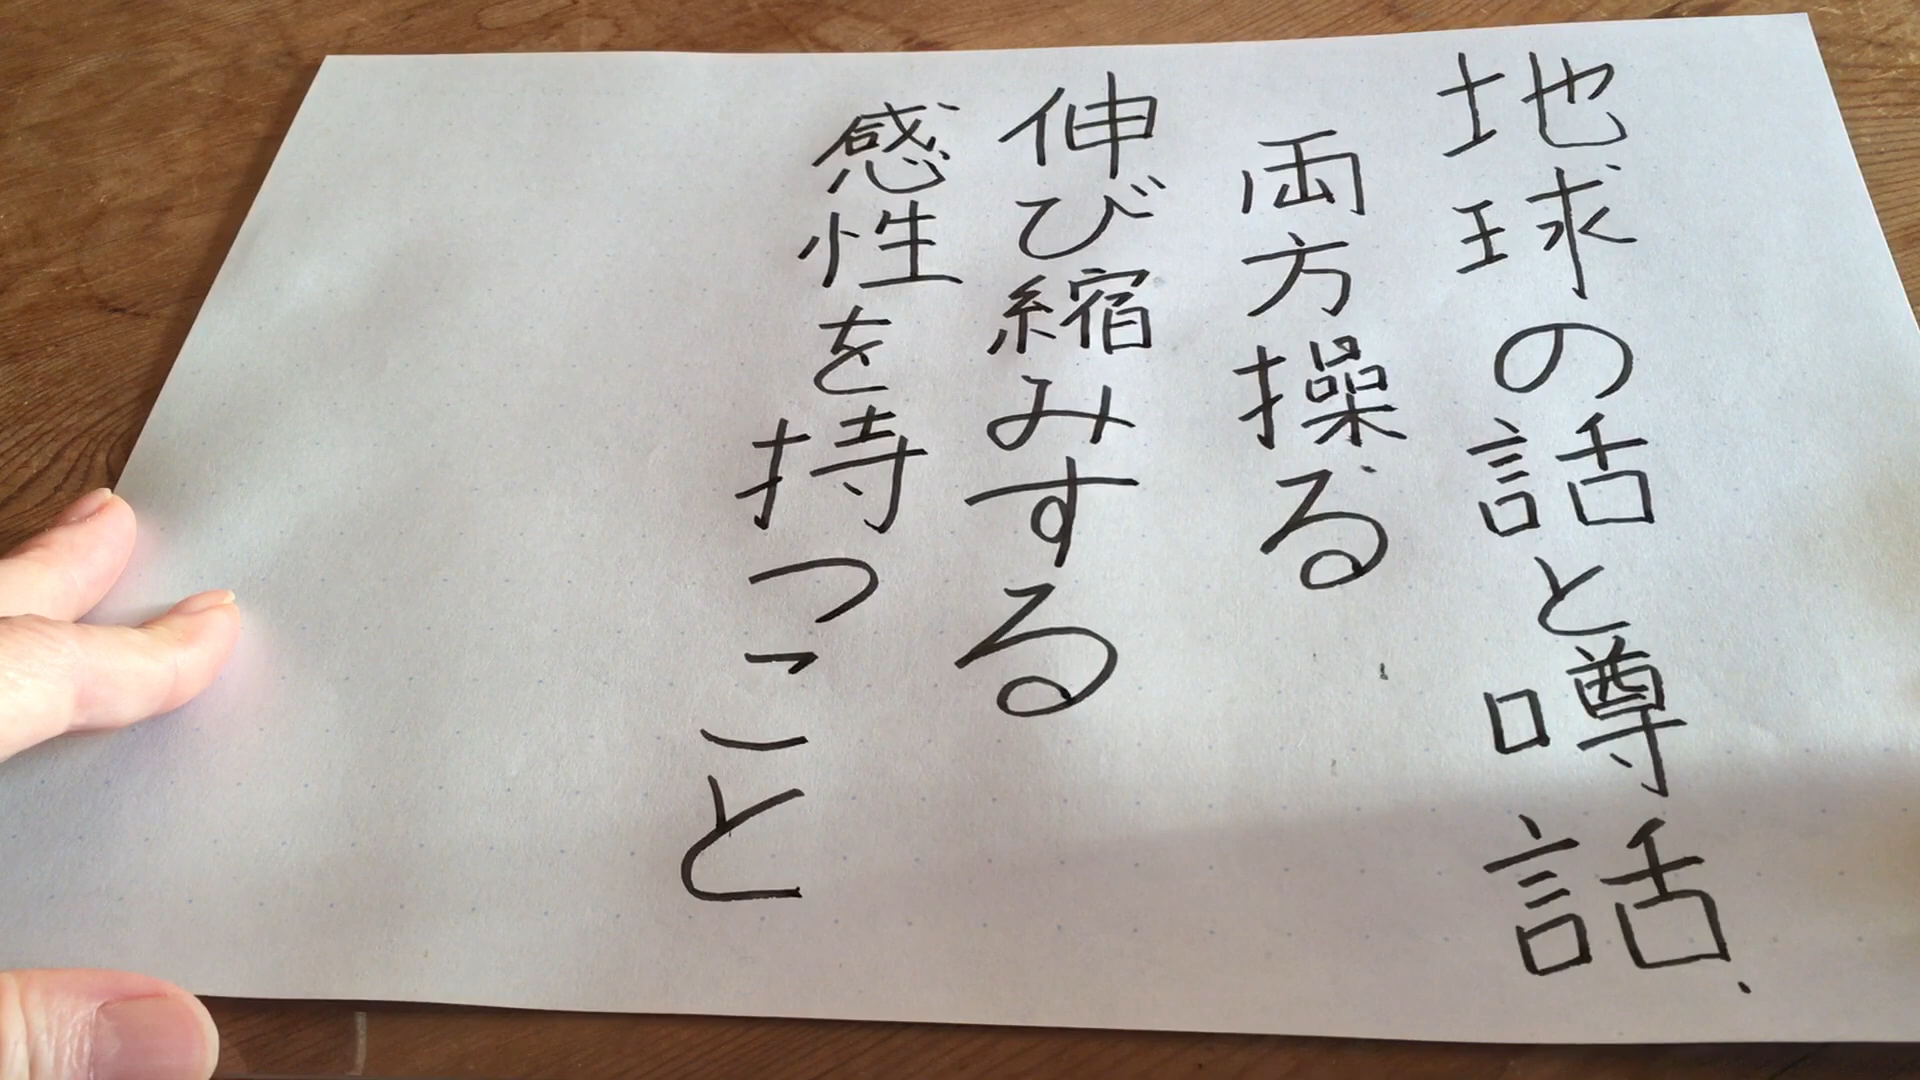 地球の話と噂話、
両方操る
伸び縮みする
感性を持つこと